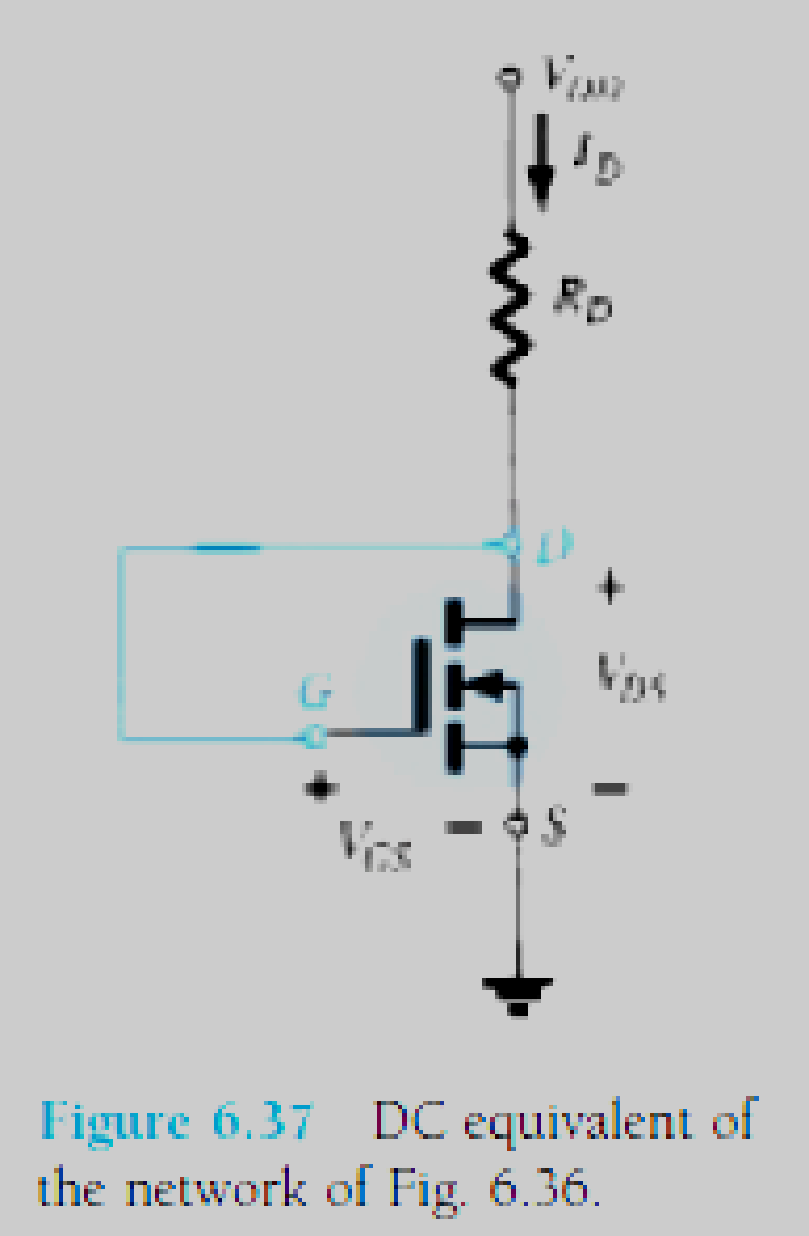 V_DD
I_D
R_D
D
+
G
V_DS
+
−
V_GS
− S
Figure 6.37 DC equivalent of
the network of Fig. 6.36.